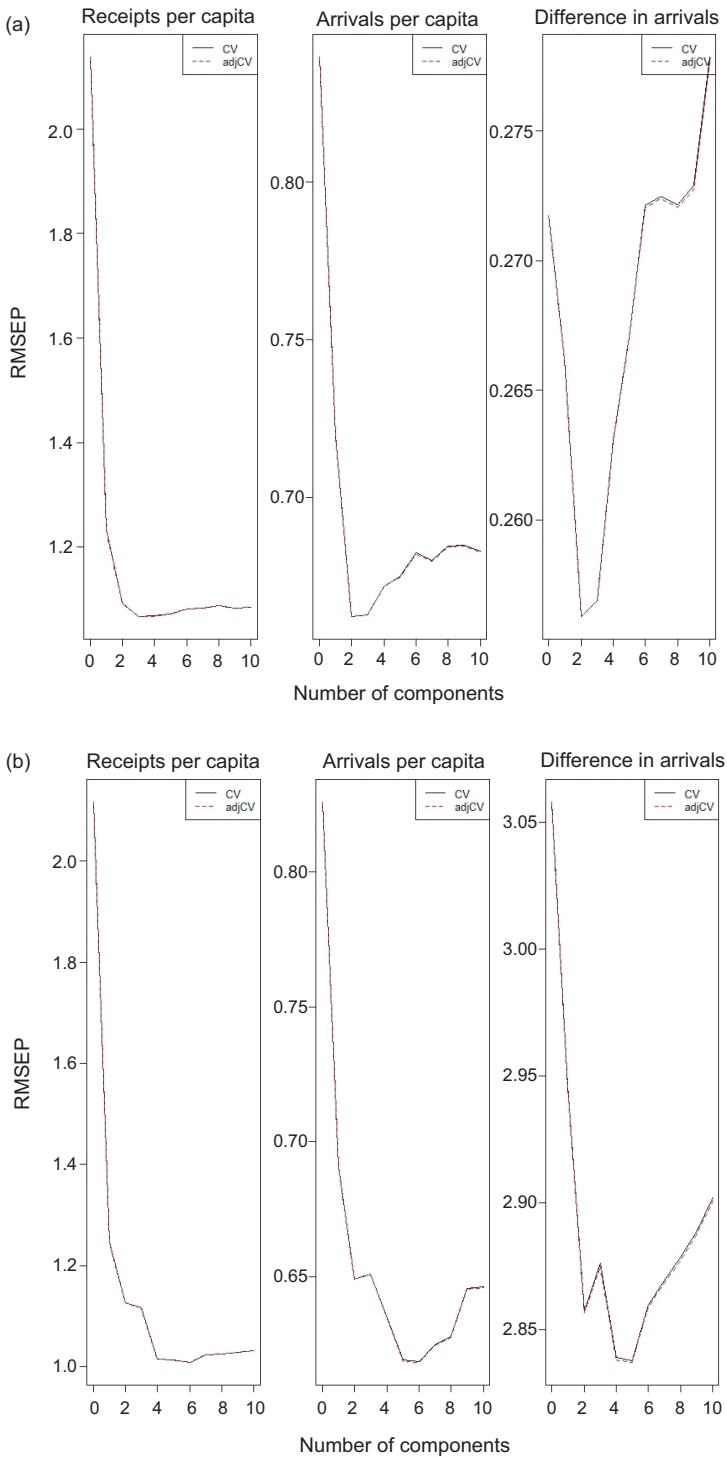 (a)
Receipts per capita
Arrivals per capita
Difference in arrivals
CV
adjCV
CV
adjCV
CV
adjCV
RMSEP
2.0
1.8
1.6
1.4
1.2
0.80
0.75
0.70
0.275
0.270
0.265
0.260
0 2 4 6 8 10
0 2 4 6 8 10
0 2 4 6 8 10
Number of components
(b)
Receipts per capita
Arrivals per capita
Difference in arrivals
CV
adjCV
CV
adjCV
CV
adjCV
RMSEP
2.0
1.8
1.6
1.4
1.2
1.0
0.80
0.75
0.70
0.65
3.05
3.00
2.95
2.90
2.85
0 2 4 6 8 10
0 2 4 6 8 10
0 2 4 6 8 10
Number of components